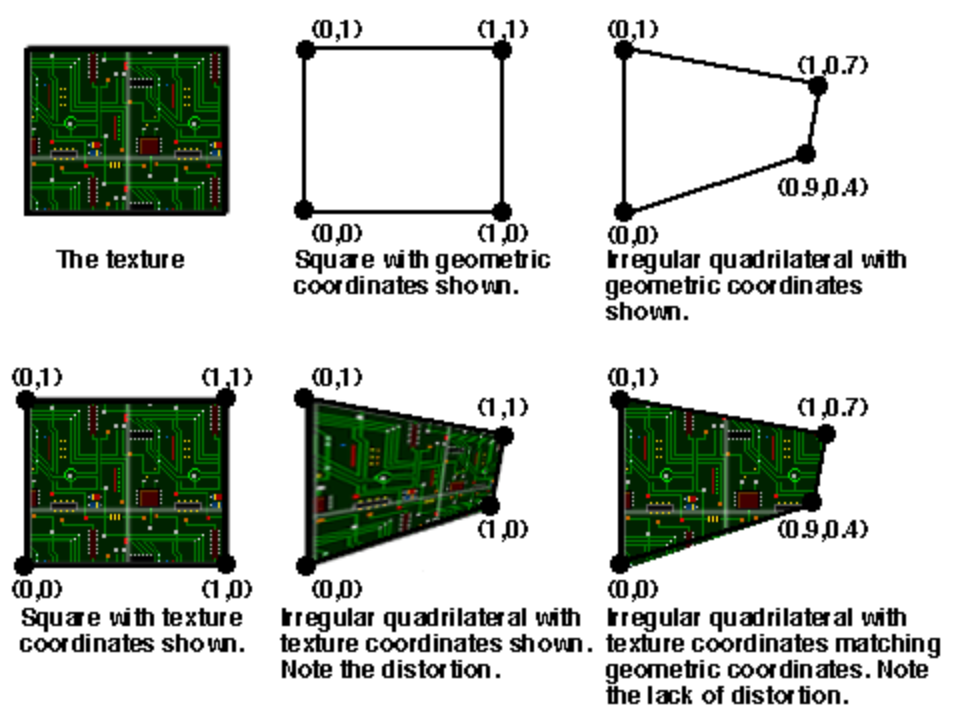 (0,1)
(1,1)
(0,1)
(1,0.7)
(0.9,0.4)
(0,0)
(1,0)
(0,0)
The texture
Square with geometric
coordinates shown.
Irregular quadrilateral with
geometric coordinates
shown.
(0,1)
(1,1)
(0,1)
(1,1)
(0,1)
(1,0.7)
(1,0)
(0.9,0.4)
(0,0)
(1,0)
(0,0)
(0,0)
Square with texture
coordinates shown.
Irregular quadrilateral with
texture coordinates shown.
Note the distortion.
Irregular quadrilateral with
texture coordinates matching
geometric coordinates. Note
the lack of distortion.